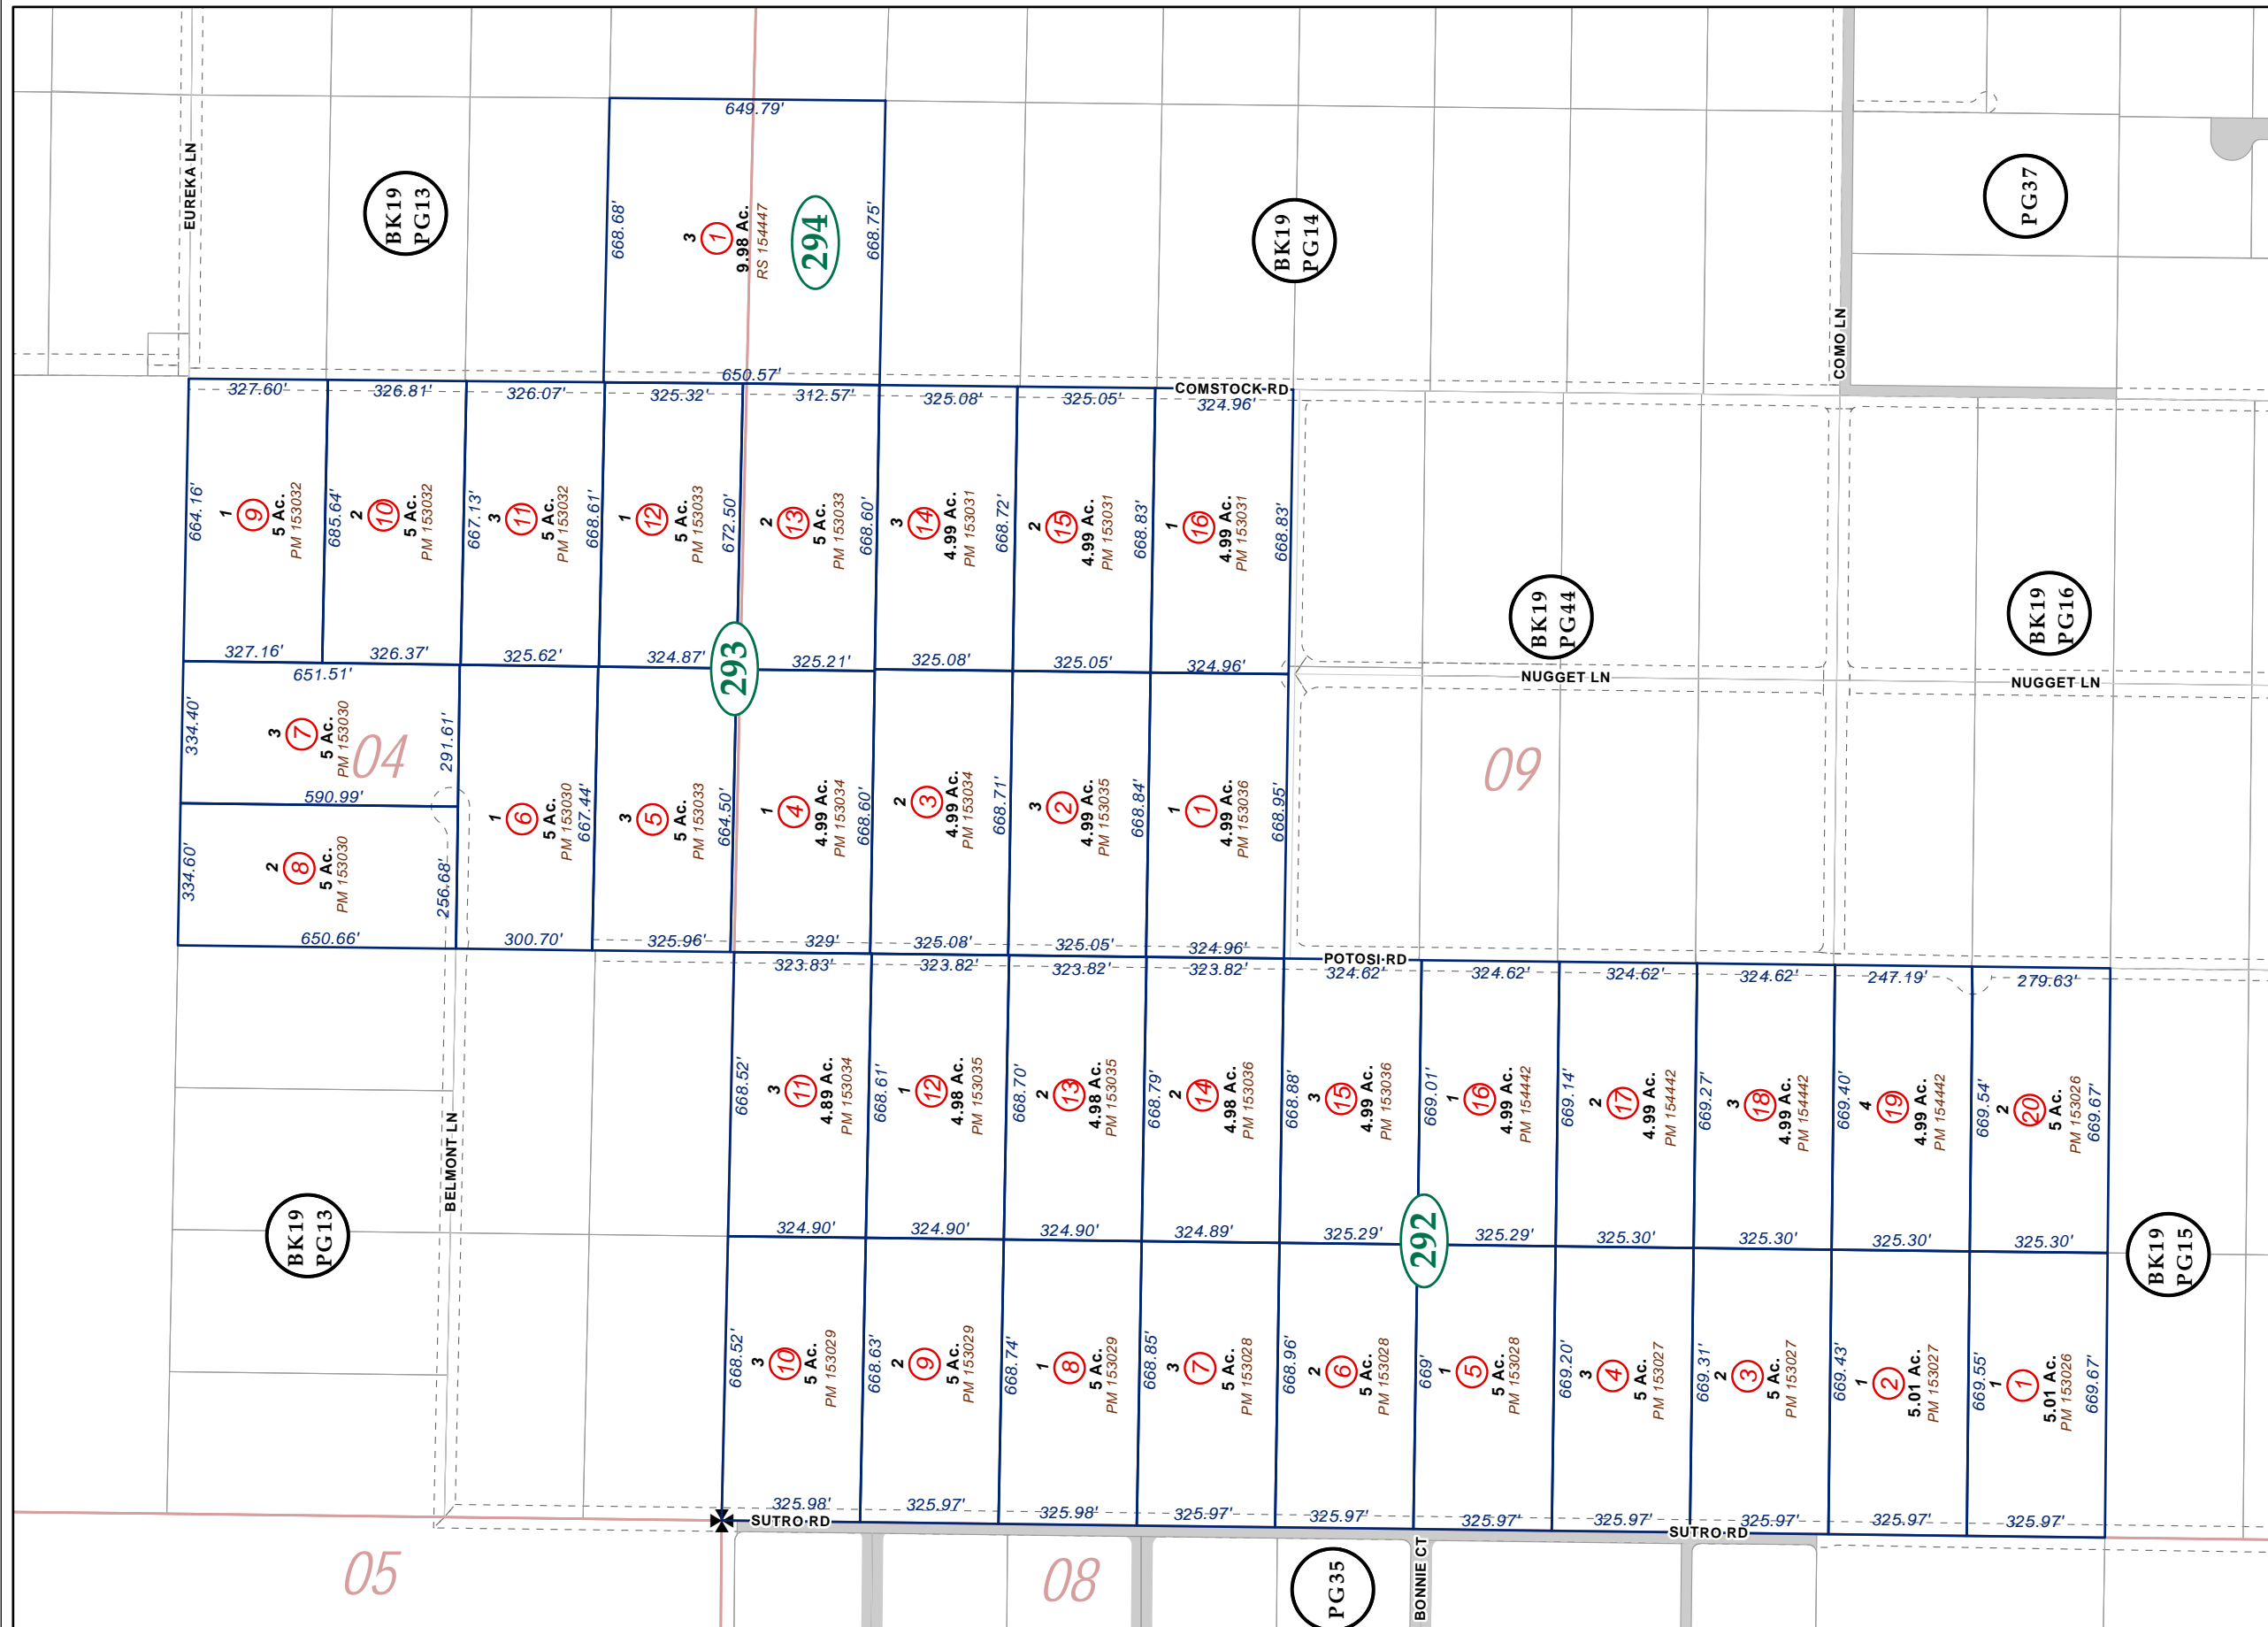 EUREKA LN
BK19
PG13
649.79'
668.68'
3
1
9.98 Ac.
RS 154447
294
668.75'
650.57'
BK19
PG14
COMO LN
PG37
COMSTOCK RD
327.60'
326.81'
326.07'
325.32'
312.57'
325.08'
325.05'
324.96'
664.16'
1
9
5 Ac.
PM 153032
685.64'
2
10
5 Ac.
PM 153032
667.13'
3
11
5 Ac.
PM 153032
668.61'
1
12
5 Ac.
PM 153033
672.50'
2
13
5 Ac.
PM 153033
668.60'
3
14
4.99 Ac.
PM 153031
668.72'
2
15
4.99 Ac.
PM 153031
668.83'
1
16
4.99 Ac.
PM 153031
668.83'
327.16'
326.37'
325.62'
324.87'
293
325.21'
325.08'
325.05'
324.96'
BK19
PG44
BK19
PG16
NUGGET LN
NUGGET LN
651.51'
334.40'
3
7
5 Ac.
PM 153030
04
291.61'
590.99'
334.60'
2
8
5 Ac.
PM 153030
256.68'
650.66'
1
6
5 Ac.
PM 153030
667.44'
300.70'
3
5
5 Ac.
PM 153033
664.50'
325.96'
1
4
4.99 Ac.
PM 153034
668.60'
329'
2
3
4.99 Ac.
PM 153034
668.71'
325.08'
3
2
4.99 Ac.
PM 153035
668.84'
325.05'
1
1
4.99 Ac.
PM 153036
668.95'
324.96'
09
POTOSI RD
323.83'
323.82'
323.82'
323.82'
324.62'
324.62'
324.62'
324.62'
247.19'
279.63'
668.52'
3
11
4.89 Ac.
PM 153034
668.61'
1
12
4.98 Ac.
PM 153035
668.70'
2
13
4.98 Ac.
PM 153035
668.79'
2
14
4.98 Ac.
PM 153036
668.88'
3
15
4.99 Ac.
PM 153036
669.01'
1
16
4.99 Ac.
PM 154442
669.14'
2
17
4.99 Ac.
PM 154442
669.27'
3
18
4.99 Ac.
PM 154442
669.40'
4
19
4.99 Ac.
PM 154442
669.54'
2
20
5 Ac.
PM 153026
669.67'
BELMONT LN
BK19
PG13
324.90'
324.90'
324.90'
324.89'
325.29'
292
325.29'
325.30'
325.30'
325.30'
325.30'
BK19
PG15
668.52'
3
10
5 Ac.
PM 153029
668.63'
2
9
5 Ac.
PM 153029
668.74'
1
8
5 Ac.
PM 153029
668.85'
3
7
5 Ac.
PM 153028
668.96'
2
6
5 Ac.
PM 153028
669'
1
5
5 Ac.
PM 153028
669.20'
3
4
5 Ac.
PM 153027
669.31'
2
3
5 Ac.
PM 153027
669.43'
1
2
5.01 Ac.
PM 153027
669.55'
1
1
5.01 Ac.
PM 153026
669.67'
325.98'
325.97'
325.98'
325.97'
325.97'
325.97'
325.97'
325.97'
325.97'
325.97'
SUTRO RD
SUTRO RD
05
08
PG35
BONNIE CT